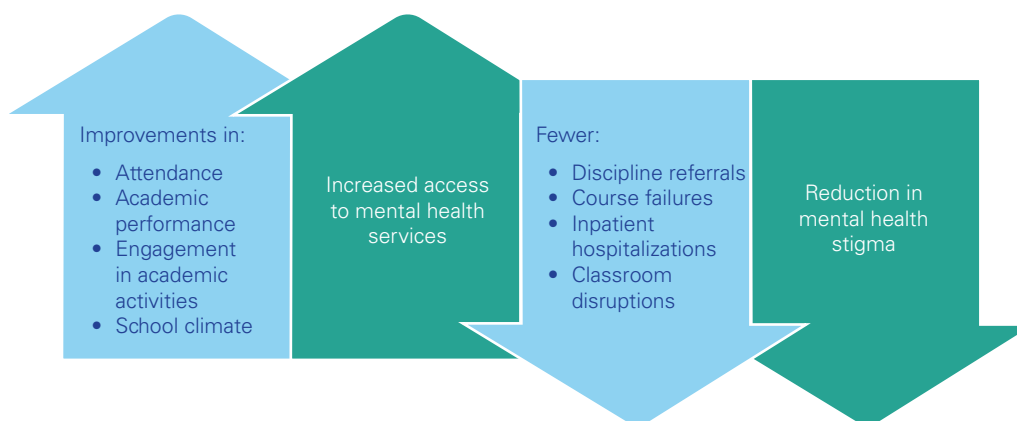 Improvements in:
• Attendance
• Academic
performance
• Engagement
in academic
activities
• School climate
Increased access
to mental health
services
Fewer:
• Discipline referrals
• Course failures
• Inpatient
hospitalizations
• Classroom
disruptions
Reduction in
mental health
stigma